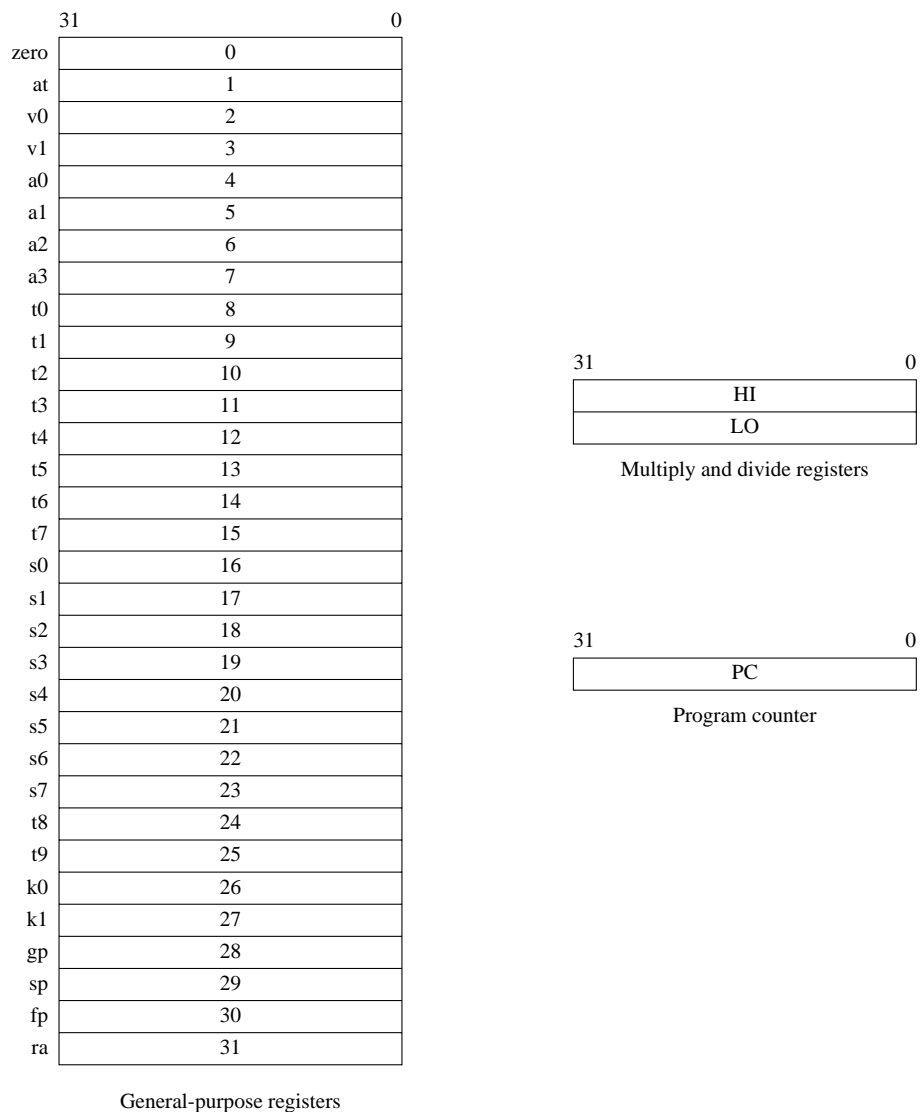 31 0
zero 0
at 1
v0 2
v1 3
a0 4
a1 5
a2 6
a3 7
t0 8
t1 9
t2 10
t3 11
t4 12
t5 13
t6 14
t7 15
s0 16
s1 17
s2 18
s3 19
s4 20
s5 21
s6 22
s7 23
t8 24
t9 25
k0 26
k1 27
gp 28
sp 29
fp 30
ra 31
General-purpose registers
31 0
HI
LO
Multiply and divide registers
31 0
PC
Program counter